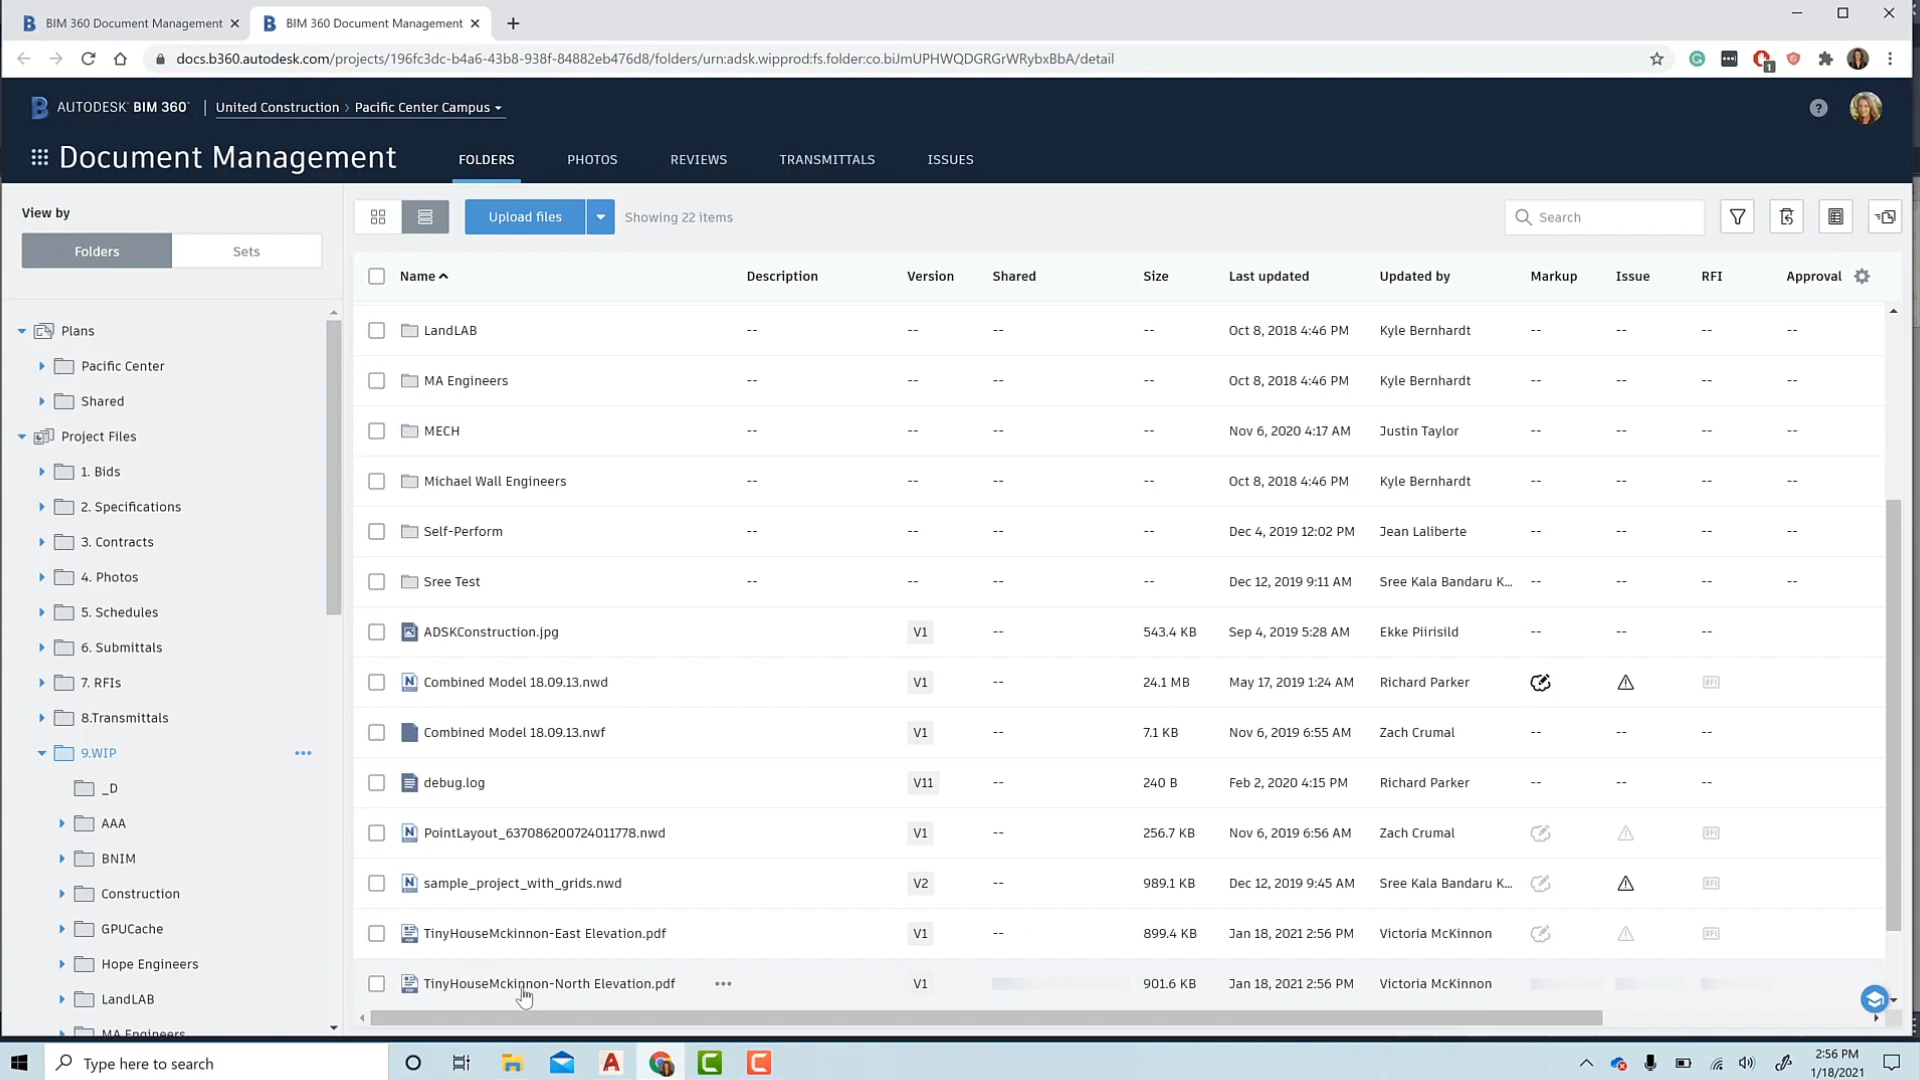 BIM 360 Document Management
BIM 360 Document Management
docs.b360.autodesk.com/projects/196fc3dc-b4a6-43b8-938f-84882eb476d8/folders/urn:adsk.wipprod:fs.folder:co.biJmUPHWQDGRGrWRybxBbA/detail
AUTODESK BIM 360 United Construction > Pacific Center Campus
Document Management FOLDERS PHOTOS REVIEWS TRANSMITTALS ISSUES
View by
Folders Sets
Upload files Showing 22 items Search
Name Description Version Shared Size Last updated Updated by Markup Issue RFI Approval
Plans
Pacific Center
Shared
Project Files
1. Bids
2. Specifications
3. Contracts
4. Photos
5. Schedules
6. Submittals
7. RFIs
8.Transmittals
9.WIP
_D
AAA
BNIM
Construction
GPUCache
Hope Engineers
LandLAB
MA Engineers
LandLAB -- -- -- -- Oct 8, 2018 4:46 PM Kyle Bernhardt -- -- -- --
MA Engineers -- -- -- -- Oct 8, 2018 4:46 PM Kyle Bernhardt -- -- -- --
MECH -- -- -- -- Nov 6, 2020 4:17 AM Justin Taylor -- -- -- --
Michael Wall Engineers -- -- -- -- Oct 8, 2018 4:46 PM Kyle Bernhardt -- -- -- --
Self-Perform -- -- -- -- Dec 4, 2019 12:02 PM Jean Laliberte -- -- -- --
Sree Test -- -- -- -- Dec 12, 2019 9:11 AM Sree Kala Bandaru K... -- -- -- --
ADSKConstruction.jpg V1 -- 543.4 KB Sep 4, 2019 5:28 AM Ekke Piirisild -- -- --
Combined Model 18.09.13.nwd V1 -- 24.1 MB May 17, 2019 1:24 AM Richard Parker RFI
Combined Model 18.09.13.nwf V1 -- 7.1 KB Nov 6, 2019 6:55 AM Zach Crumal -- -- --
debug.log V11 -- 240 B Feb 2, 2020 4:15 PM Richard Parker -- -- --
PointLayout_637086200724011778.nwd V1 -- 256.7 KB Nov 6, 2019 6:56 AM Zach Crumal RFI
sample_project_with_grids.nwd V2 -- 989.1 KB Dec 12, 2019 9:45 AM Sree Kala Bandaru K... RFI
TinyHouseMckinnon-East Elevation.pdf V1 -- 899.4 KB Jan 18, 2021 2:56 PM Victoria McKinnon RFI
TinyHouseMckinnon-North Elevation.pdf V1 901.6 KB Jan 18, 2021 2:56 PM Victoria McKinnon
Type here to search
2:56 PM
1/18/2021